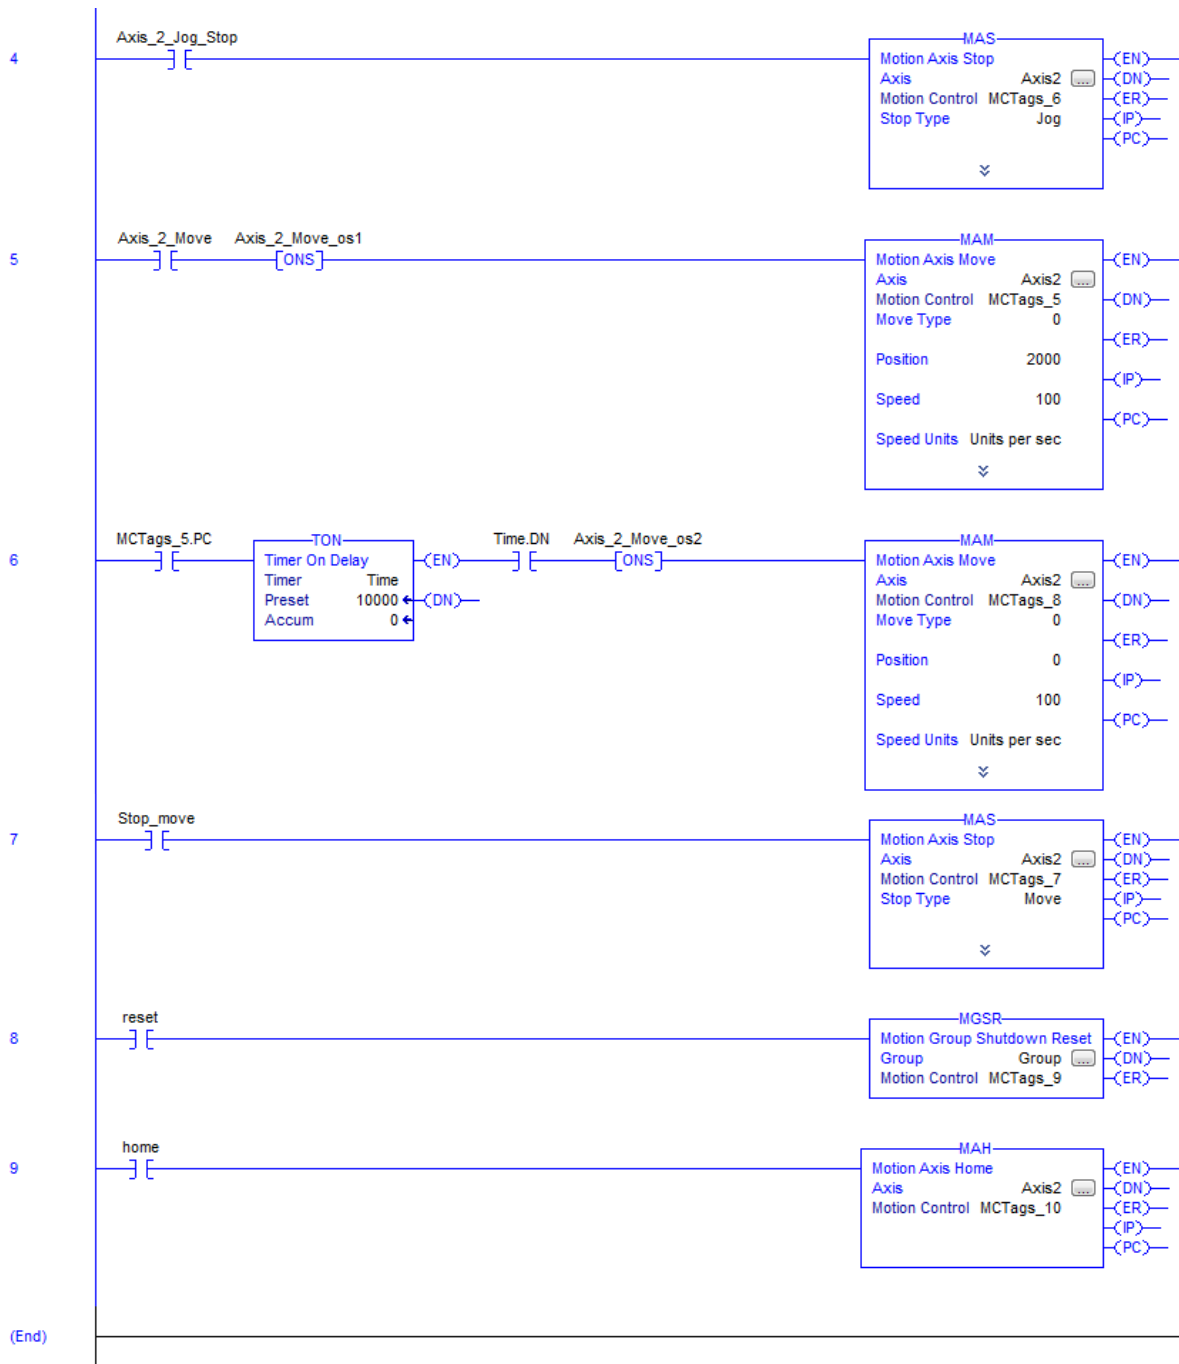 Axis_2_Jog_Stop
4
MAS
Motion Axis Stop
(EN)
Axis Axis2 ...
(DN)
Motion Control MCTags_6
(ER)
Stop Type Jog
(IP)
(PC)
Axis_2_Move Axis_2_Move_os1
5
ONS
MAM
Motion Axis Move
(EN)
Axis Axis2 ...
Motion Control MCTags_5
(DN)
Move Type 0
(ER)
Position 2000
(IP)
Speed 100
(PC)
Speed Units Units per sec
MCTags_5.PC
6
TON
Timer On Delay
(EN)
Timer Time
Preset 10000
(DN)
Accum 0
Time.DN Axis_2_Move_os2
ONS
MAM
Motion Axis Move
(EN)
Axis Axis2 ...
Motion Control MCTags_8
(DN)
Move Type 0
(ER)
Position 0
(IP)
Speed 100
(PC)
Speed Units Units per sec
Stop_move
7
MAS
Motion Axis Stop
(EN)
Axis Axis2 ...
(DN)
Motion Control MCTags_7
(ER)
Stop Type Move
(IP)
(PC)
reset
8
MGSR
Motion Group Shutdown Reset
(EN)
Group Group ...
(DN)
Motion Control MCTags_9
(ER)
home
9
MAH
Motion Axis Home
(EN)
Axis Axis2 ...
(DN)
Motion Control MCTags_10
(ER)
(IP)
(PC)
(End)